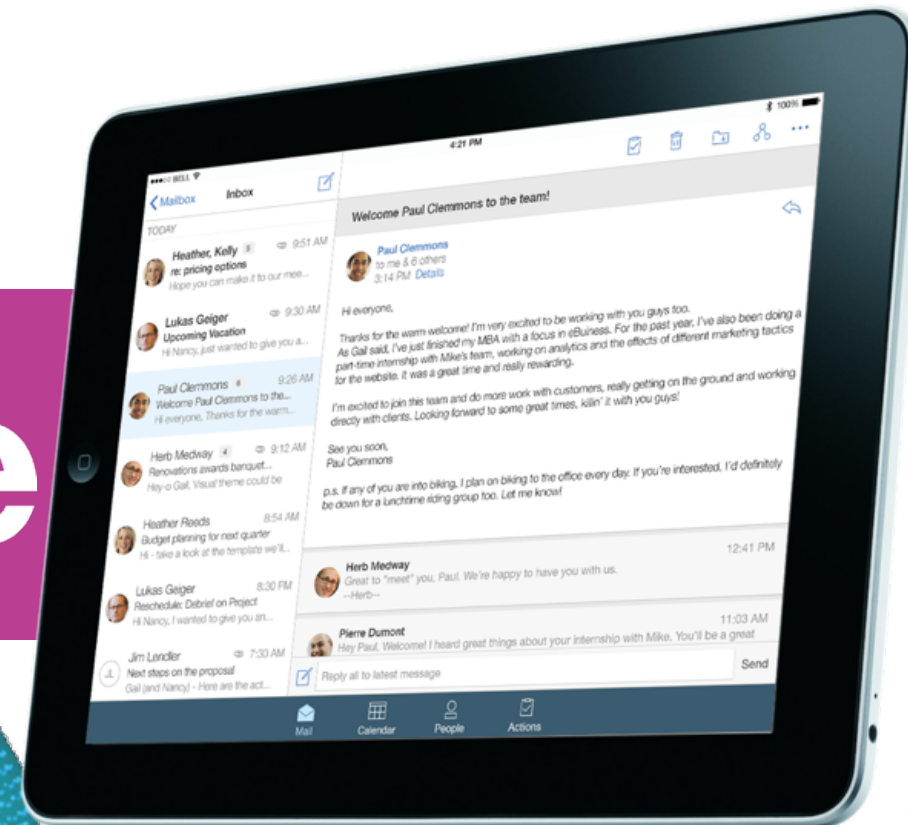 BELL
4:21 PM
100%
Mailbox
Inbox
TODAY
Heather, Kelly 5 9:51 AM
re: pricing options
Hope you can make it to our mee...
Lukas Geiger 9:30 AM
Upcoming Vacation
Hi Nancy, just wanted to give you a...
Paul Clemmons 6 9:26 AM
Welcome Paul Clemmons to the...
Hi everyone, Thanks for the warm...
Herb Medway 4 9:12 AM
Renovations awards banquet...
Hey-o Gail, Visual theme could be
Heather Reeds 8:54 AM
Budget planning for next quarter
Hi - take a look at the template we'll...
Lukas Geiger 8:30 PM
Reschedule: Debrief on Project
Hi Nancy, I wanted to give you an...
JL
Jim Lendler 7:30 AM
Next steps on the proposal
Gail (and Nancy) - Here are the act...
Welcome Paul Clemmons to the team!
Paul Clemmons
to me & 6 others
3:14 PM Details
Hi everyone,
Thanks for the warm welcome! I'm very excited to be working with you guys too.
As Gail said, I've just finished my MBA with a focus in eBuiness. For the past year, I've also been doing a
part-time internship with Mike's team, working on analytics and the effects of different marketing tactics
for the website. it was a great time and really rewarding.
I'm excited to join this team and do more work with customers, really getting on the ground and working
directly with clients. Looking forward to some great times, killin' it with you guys!
See you soon,
Paul Clemmons
p.s. If any of you are into biking, I plan on biking to the office every day. If you're interested, I'd definitely
be down for a lunchtime riding group too. Let me know!
Herb Medway 12:41 PM
Great to "meet" you, Paul. We're happy to have you with us.
--Herb--
Pierre Dumont 11:03 AM
Hey Paul, Welcome! I heard great things about your internship with Mike. You'll be a great
Reply all to latest message
Send
Mail
Calendar
People
Actions
e